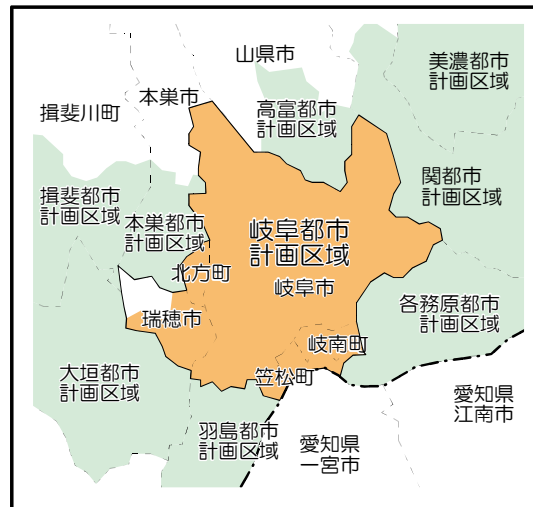 山県市
美濃都市
計画区域
本巣市
揖斐川町
高富都市
計画区域
関都市
計画区域
揖斐都市
計画区域
本巣都市
計画区域
岐阜都市
計画区域
北方町
岐阜市
瑞穂市
各務原都市
計画区域
岐南町
大垣都市
計画区域
笠松町
愛知県
江南市
羽島都市
計画区域
愛知県
一宮市